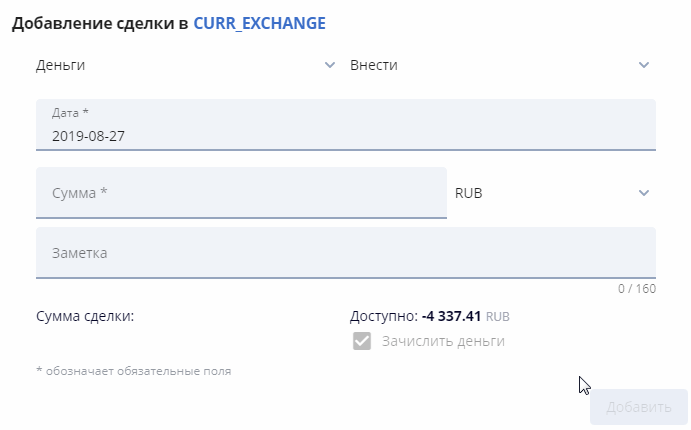 Добавление сделки в CURR_EXCHANGE
Деньги Внести
Дата *
2019-08-27
Сумма * RUB
Заметка
0 / 160
Сумма сделки: Доступно: -4 337.41 RUB
Зачислить деньги
* обозначает обязательные поля
Добавить